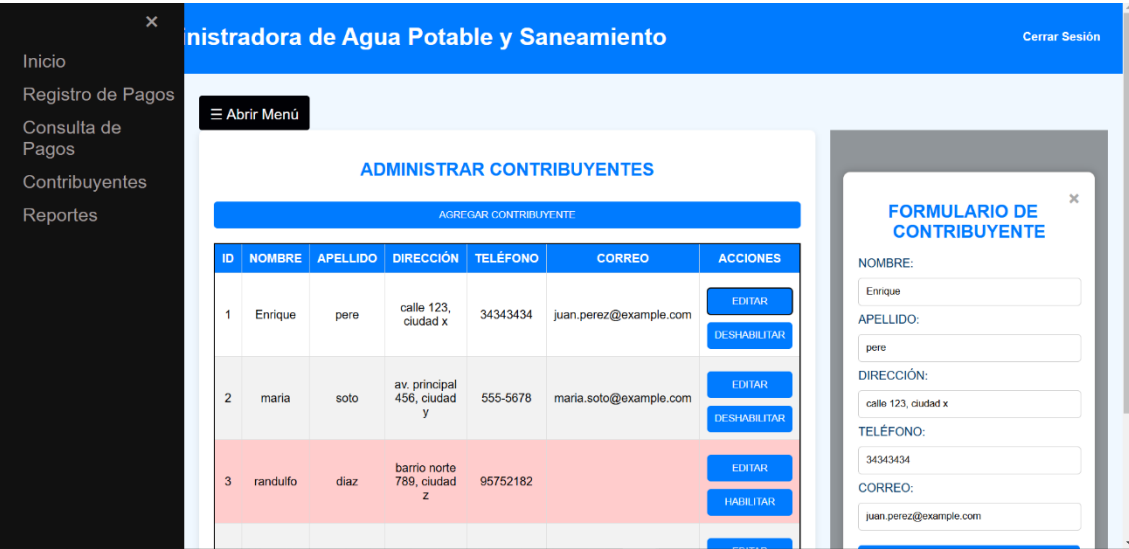 ×
inistradora de Agua Potable y Saneamiento
Cerrar Sesión
Inicio
Registro de Pagos
Consulta de
Pagos
Contribuyentes
Reportes
☰ Abrir Menú
ADMINISTRAR CONTRIBUYENTES
AGREGAR CONTRIBUYENTE
ID NOMBRE APELLIDO DIRECCIÓN TELÉFONO CORREO ACCIONES
1 Enrique pere calle 123, ciudad x 34343434 juan.perez@example.com EDITAR
DESHABILITAR
2 maria soto av. principal 456, ciudad y 555-5678 maria.soto@example.com EDITAR
DESHABILITAR
3 randulfo diaz barrio norte 789, ciudad z 95752182 EDITAR
HABILITAR
×
FORMULARIO DE
CONTRIBUYENTE
NOMBRE:
Enrique
APELLIDO:
pere
DIRECCIÓN:
calle 123, ciudad x
TELÉFONO:
34343434
CORREO:
juan.perez@example.com